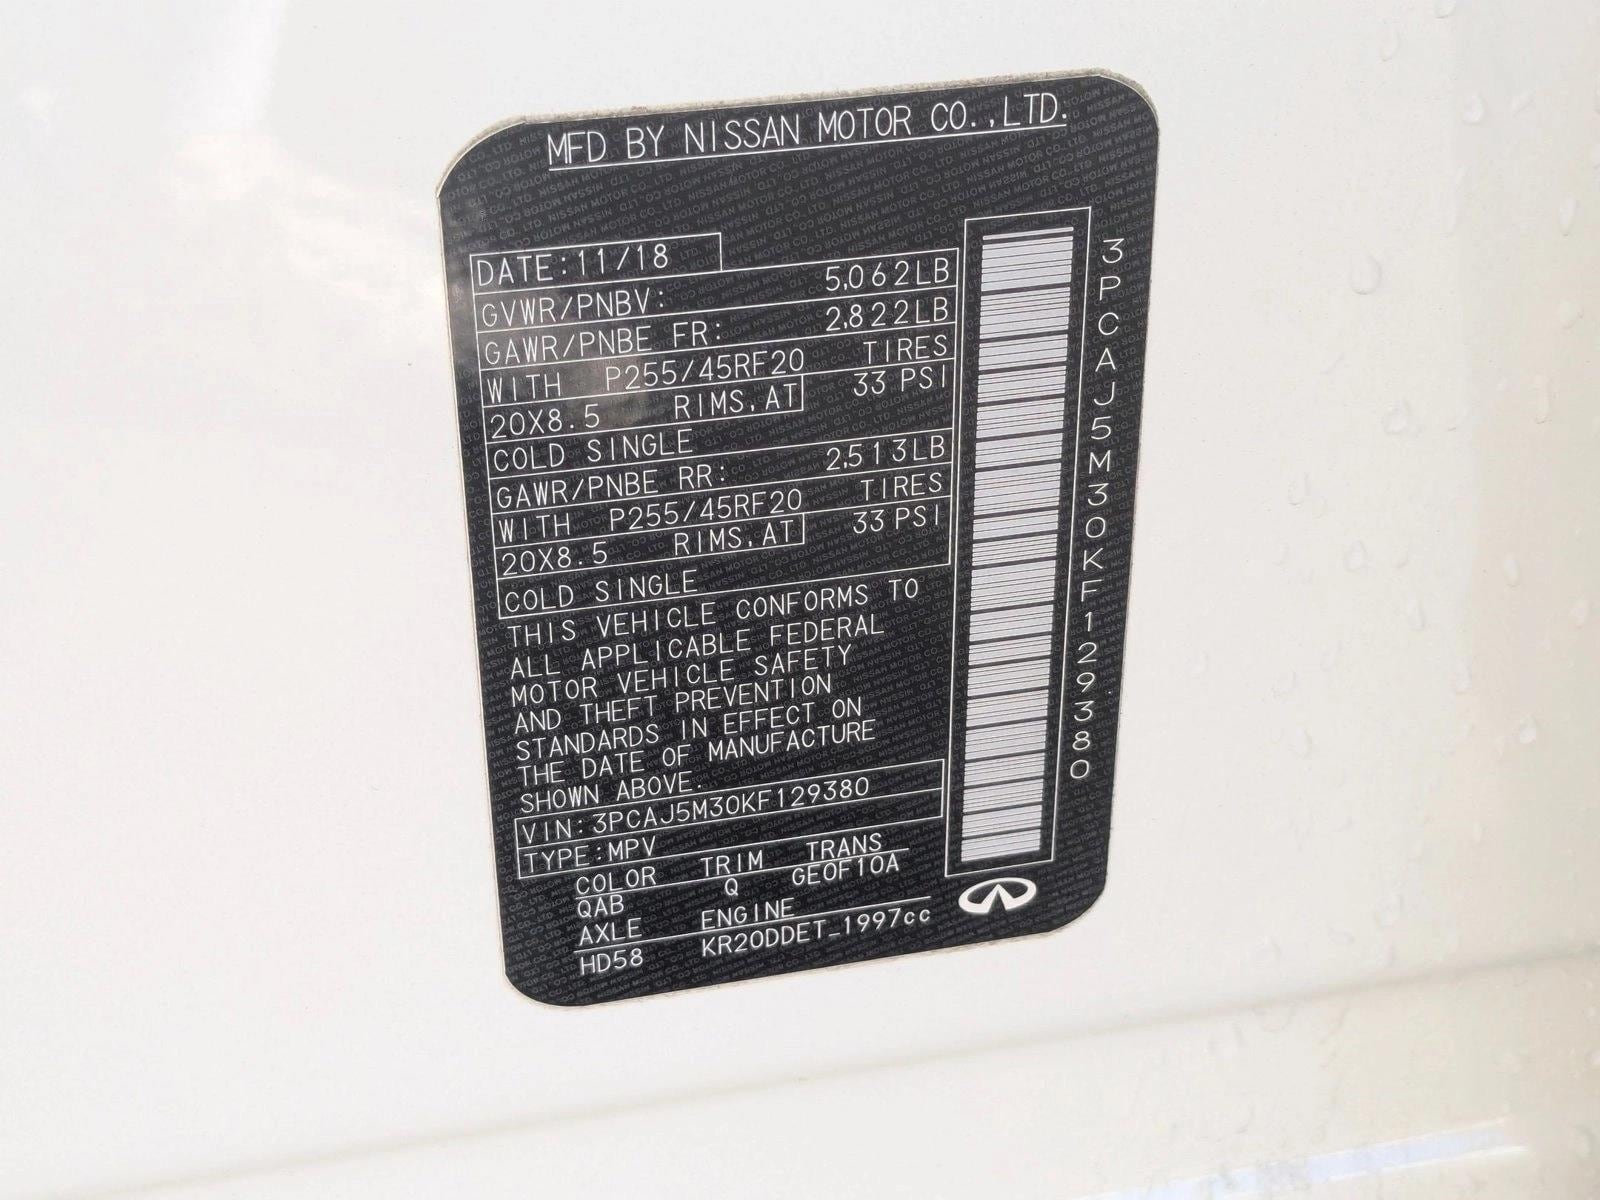 MFD BY NISSAN MOTOR CO.,LTD.
DATE:11/18
GVWR/PNBV: 5,062LB
GAWR/PNBE FR: 2,822LB
WITH P255/45RF20 TIRES
20X8.5 RIMS,AT 33 PSI
COLD SINGLE
GAWR/PNBE RR: 2,513LB
WITH P255/45RF20 TIRES
20X8.5 RIMS,AT 33 PSI
COLD SINGLE
THIS VEHICLE CONFORMS TO
ALL APPLICABLE FEDERAL
MOTOR VEHICLE SAFETY
AND THEFT PREVENTION
STANDARDS IN EFFECT ON
THE DATE OF MANUFACTURE
SHOWN ABOVE.
VIN:3PCAJ5M30KF129380
TYPE:MPV
COLOR TRIM TRANS
QAB Q GE0F10A
AXLE ENGINE
HD58 KR20DDET_1997cc
3PCAJ5M30KF129380